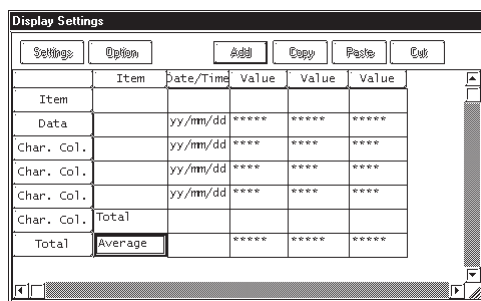 Display Settings
Settings Option Add Copy Paste Cut
Item Date/Time Value Value Value
Item
Data yy/mm/dd ***** ***** *****
Char. Col. yy/mm/dd **** **** ****
Char. Col. yy/mm/dd **** **** ****
Char. Col. yy/mm/dd **** **** ****
Char. Col. Total
Total Average ***** ***** *****